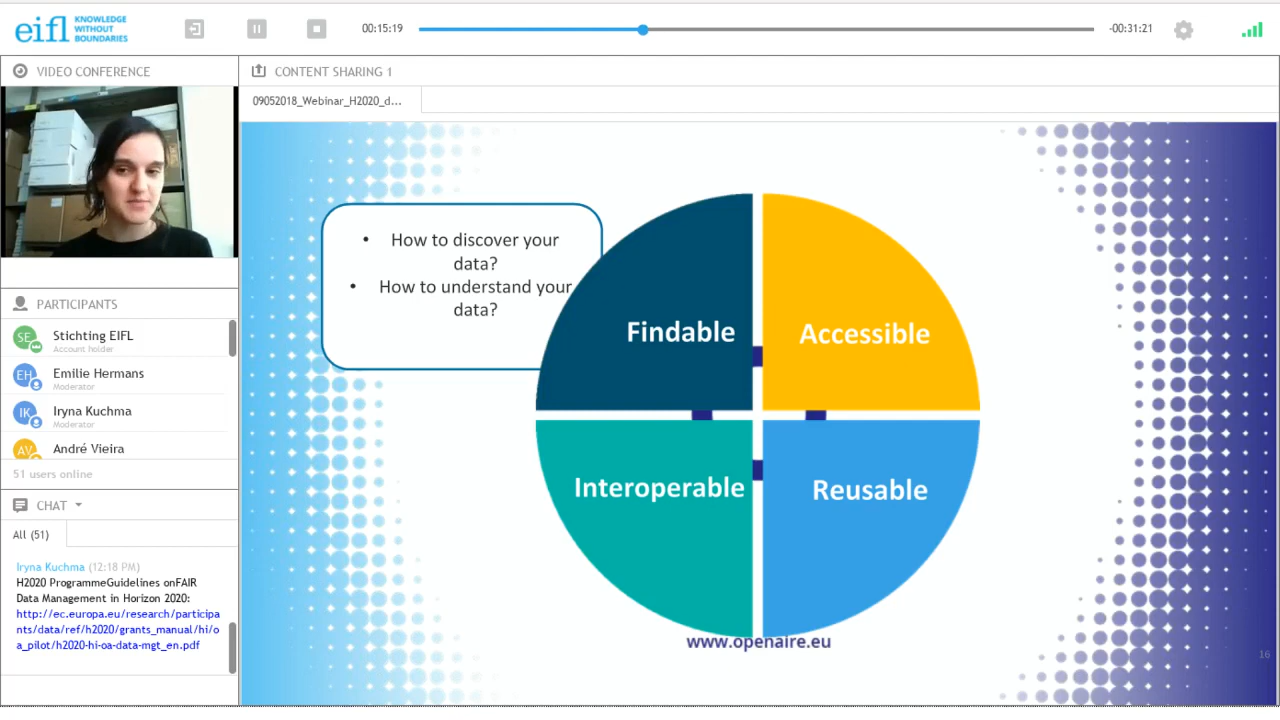 eifl KNOWLEDGE
WITHOUT
BOUNDARIES
00:15:19
-00:31:21
VIDEO CONFERENCE
CONTENT SHARING 1
09052018_Webinar_H2020_d...
How to discover your
data?
How to understand your
data?
Findable
Accessible
Interoperable
Reusable
www.openaire.eu
16
PARTICIPANTS
SE
Stichting EIFL
Account holder
EH
Emilie Hermans
Moderator
IK
Iryna Kuchma
Moderator
AV
André Vieira
51 users online
CHAT
All (51)
Iryna Kuchma (12:18 PM)
H2020 ProgrammeGuidelines onFAIR
Data Management in Horizon 2020:
http://ec.europa.eu/research/participa
nts/data/ref/h2020/grants_manual/hi/o
a_pilot/h2020-hi-oa-data-mgt_en.pdf